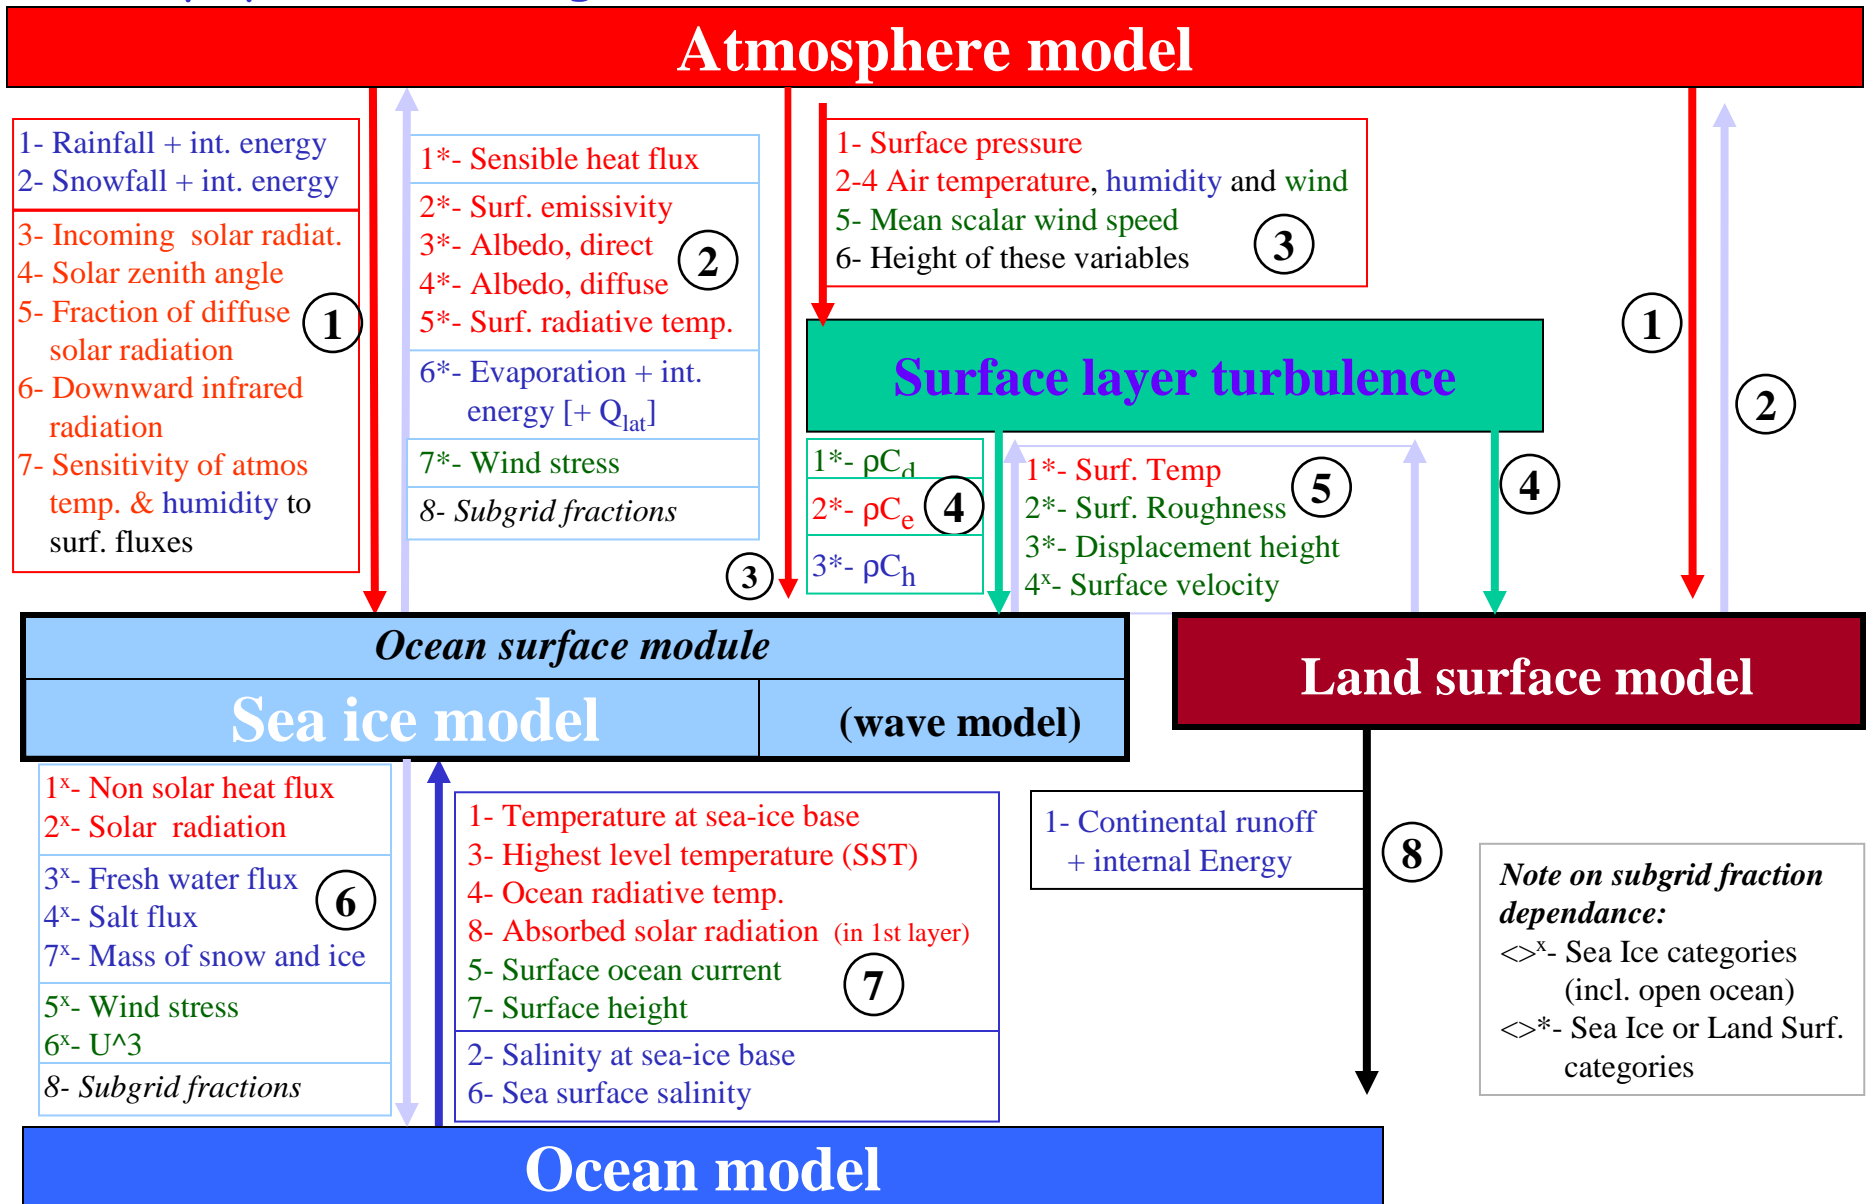 Atmosphere model
1- Rainfall + int. energy
2- Snowfall + int. energy
3- Incoming solar radiat.
4- Solar zenith angle
5- Fraction of diffuse
solar radiation
6- Downward infrared
radiation
7- Sensitivity of atmos
temp. & humidity to
surf. fluxes
1
1*- Sensible heat flux
2*- Surf. emissivity
3*- Albedo, direct
4*- Albedo, diffuse
5*- Surf. radiative temp.
6*- Evaporation + int.
energy [+ Qlat]
7*- Wind stress
8- Subgrid fractions
2
3
1- Surface pressure
2-4 Air temperature, humidity and wind
5- Mean scalar wind speed
6- Height of these variables
3
1
2
Surface layer turbulence
1*- ρCd
2*- ρCe
3*- ρCh
4
1*- Surf. Temp
2*- Surf. Roughness
3*- Displacement height
4x- Surface velocity
5
4
Ocean surface module
Sea ice model
(wave model)
Land surface model
1x- Non solar heat flux
2x- Solar radiation
3x- Fresh water flux
4x- Salt flux
7x- Mass of snow and ice
5x- Wind stress
6x- U^3
8- Subgrid fractions
6
1- Temperature at sea-ice base
3- Highest level temperature (SST)
4- Ocean radiative temp.
8- Absorbed solar radiation (in 1st layer)
5- Surface ocean current
7- Surface height
2- Salinity at sea-ice base
6- Sea surface salinity
7
1- Continental runoff
+ internal Energy
8
Note on subgrid fraction
dependance:
<>x- Sea Ice categories
(incl. open ocean)
<>*- Sea Ice or Land Surf.
categories
Ocean model